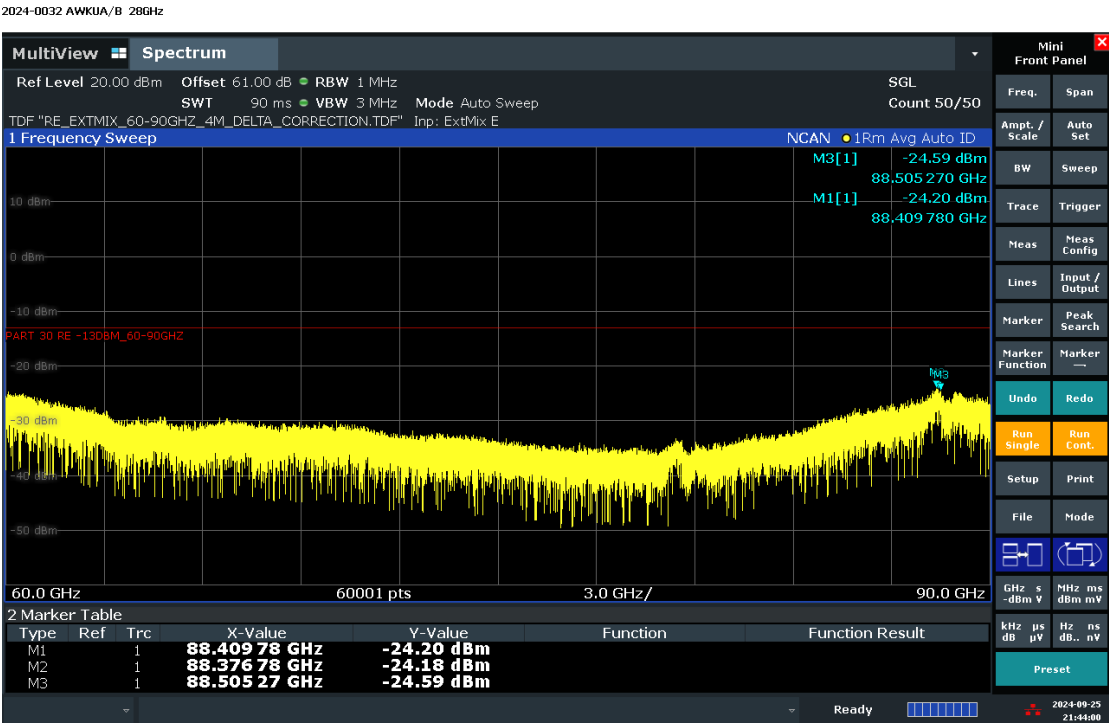 2024-0032 AWKUA/B 28GHz
MultiView Spectrum
Ref Level 20.00 dBm Offset 61.00 dB RBW 1 MHz SGL
SWT 90 ms VBW 3 MHz Mode Auto Sweep Count 50/50
TDF "RE_EXTMIX_60-90GHZ_4M_DELTA_CORRECTION.TDF" Inp: ExtMix E
1 Frequency Sweep NCAN 1Rm Avg Auto ID
M3[1] -24.59 dBm
88.505 270 GHz
M1[1] -24.20 dBm
88.409 780 GHz
10 dBm
0 dBm
-10 dBm
PART 30 RE -13DBM_60-90GHZ
-20 dBm
M3
-30 dBm
-40 dBm
-50 dBm
60.0 GHz 60001 pts 3.0 GHz/ 90.0 GHz
2 Marker Table
Type Ref Trc X-Value Y-Value Function Function Result
M1 1 88.409 78 GHz -24.20 dBm
M2 1 88.376 78 GHz -24.18 dBm
M3 1 88.505 27 GHz -24.59 dBm
Ready
2024-09-25
21:44:00
Mini
Front Panel
Freq. Span
Ampt. / Scale Auto Set
BW Sweep
Trace Trigger
Meas Meas Config
Lines Input / Output
Marker Peak Search
Marker Function Marker →
Undo Redo
Run Single Run Cont.
Setup Print
File Mode
GHz s -dBm V MHz ms dBm mV
kHz µs dB µV Hz ns dB.. nV
Preset